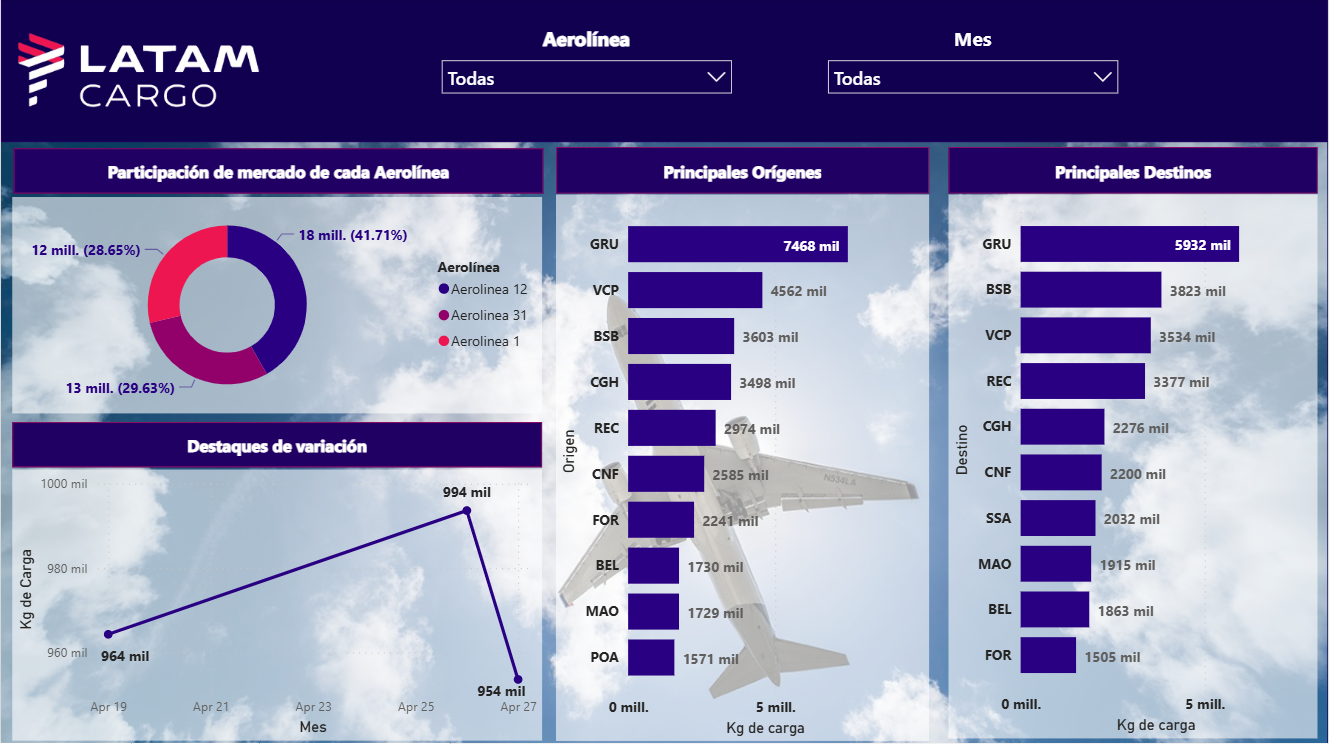 LATAM
CARGO
Aerolínea
Todas
Mes
Todas
Participación de mercado de cada Aerolínea
18 mill. (41.71%)
12 mill. (28.65%)
13 mill. (29.63%)
Aerolínea
Aerolinea 12
Aerolinea 31
Aerolinea 1
Destaques de variación
Kg de Carga
1000 mil
980 mil
960 mil
964 mil
994 mil
954 mil
Apr 19
Apr 21
Apr 23
Apr 25
Apr 27
Mes
Principales Orígenes
Origen
GRU 7468 mil
VCP 4562 mil
BSB 3603 mil
CGH 3498 mil
REC 2974 mil
CNF 2585 mil
FOR 2241 mil
BEL 1730 mil
MAO 1729 mil
POA 1571 mil
0 mill.
5 mill.
Kg de carga
Principales Destinos
Destino
GRU 5932 mil
BSB 3823 mil
VCP 3534 mil
REC 3377 mil
CGH 2276 mil
CNF 2200 mil
SSA 2032 mil
MAO 1915 mil
BEL 1863 mil
FOR 1505 mil
0 mill.
5 mill.
Kg de carga